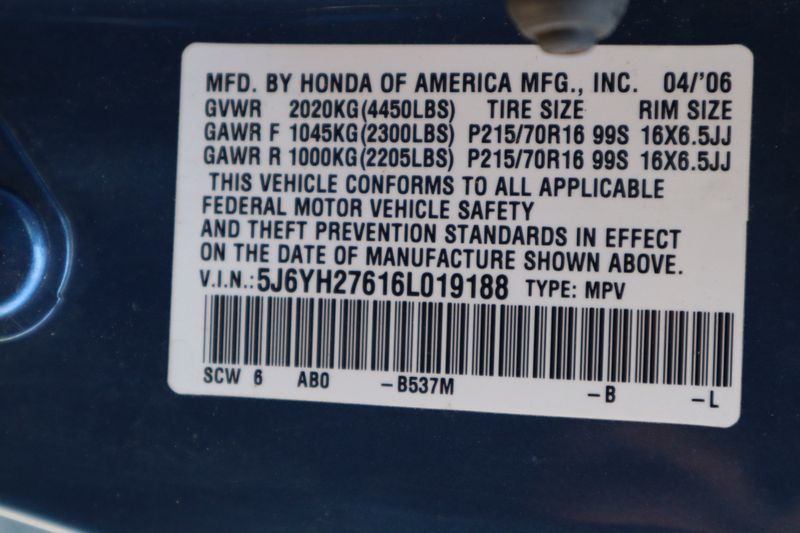 MFD. BY HONDA OF AMERICA MFG., INC. 04/'06
GVWR 2020KG(4450LBS) TIRE SIZE RIM SIZE
GAWR F 1045KG(2300LBS) P215/70R16 99S 16X6.5JJ
GAWR R 1000KG(2205LBS) P215/70R16 99S 16X6.5JJ
THIS VEHICLE CONFORMS TO ALL APPLICABLE
FEDERAL MOTOR VEHICLE SAFETY
AND THEFT PREVENTION STANDARDS IN EFFECT
ON THE DATE OF MANUFACTURE SHOWN ABOVE.
V.I.N.: 5J6YH27616L019188 TYPE: MPV
SCW 6 AB0 -B537M -B -L